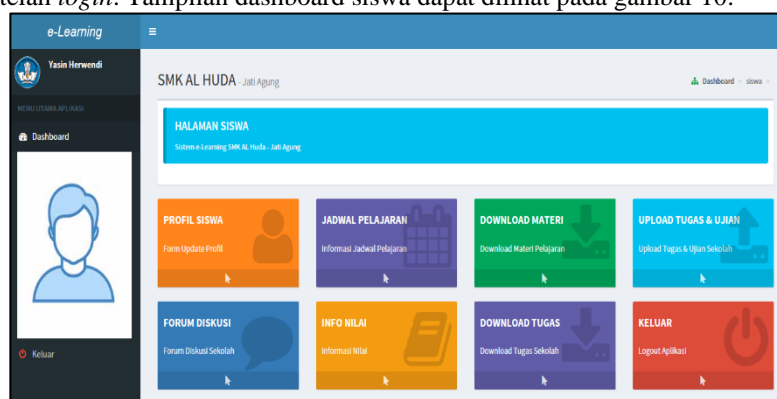 telah login. Tampilan dashboard siswa dapat dilihat pada gambar 10.
e-Learning
Yasin Herwendi
MENU UTAMA APLIKASI
Dashboard
Keluar
SMK AL HUDA - Jati Agung
Dashboard > siswa >
HALAMAN SISWA
Sistem e-Learning SMK AL Huda - Jati Agung
PROFIL SISWA
Form Update Profil
JADWAL PELAJARAN
Informasi Jadwal Pelajaran
DOWNLOAD MATERI
Download Materi Pelajaran
UPLOAD TUGAS & UJIAN
Upload Tugas & Ujian Sekolah
FORUM DISKUSI
Forum Diskusi Sekolah
INFO NILAI
Informasi Nilai
DOWNLOAD TUGAS
Download Tugas Sekolah
KELUAR
Logout Aplikasi